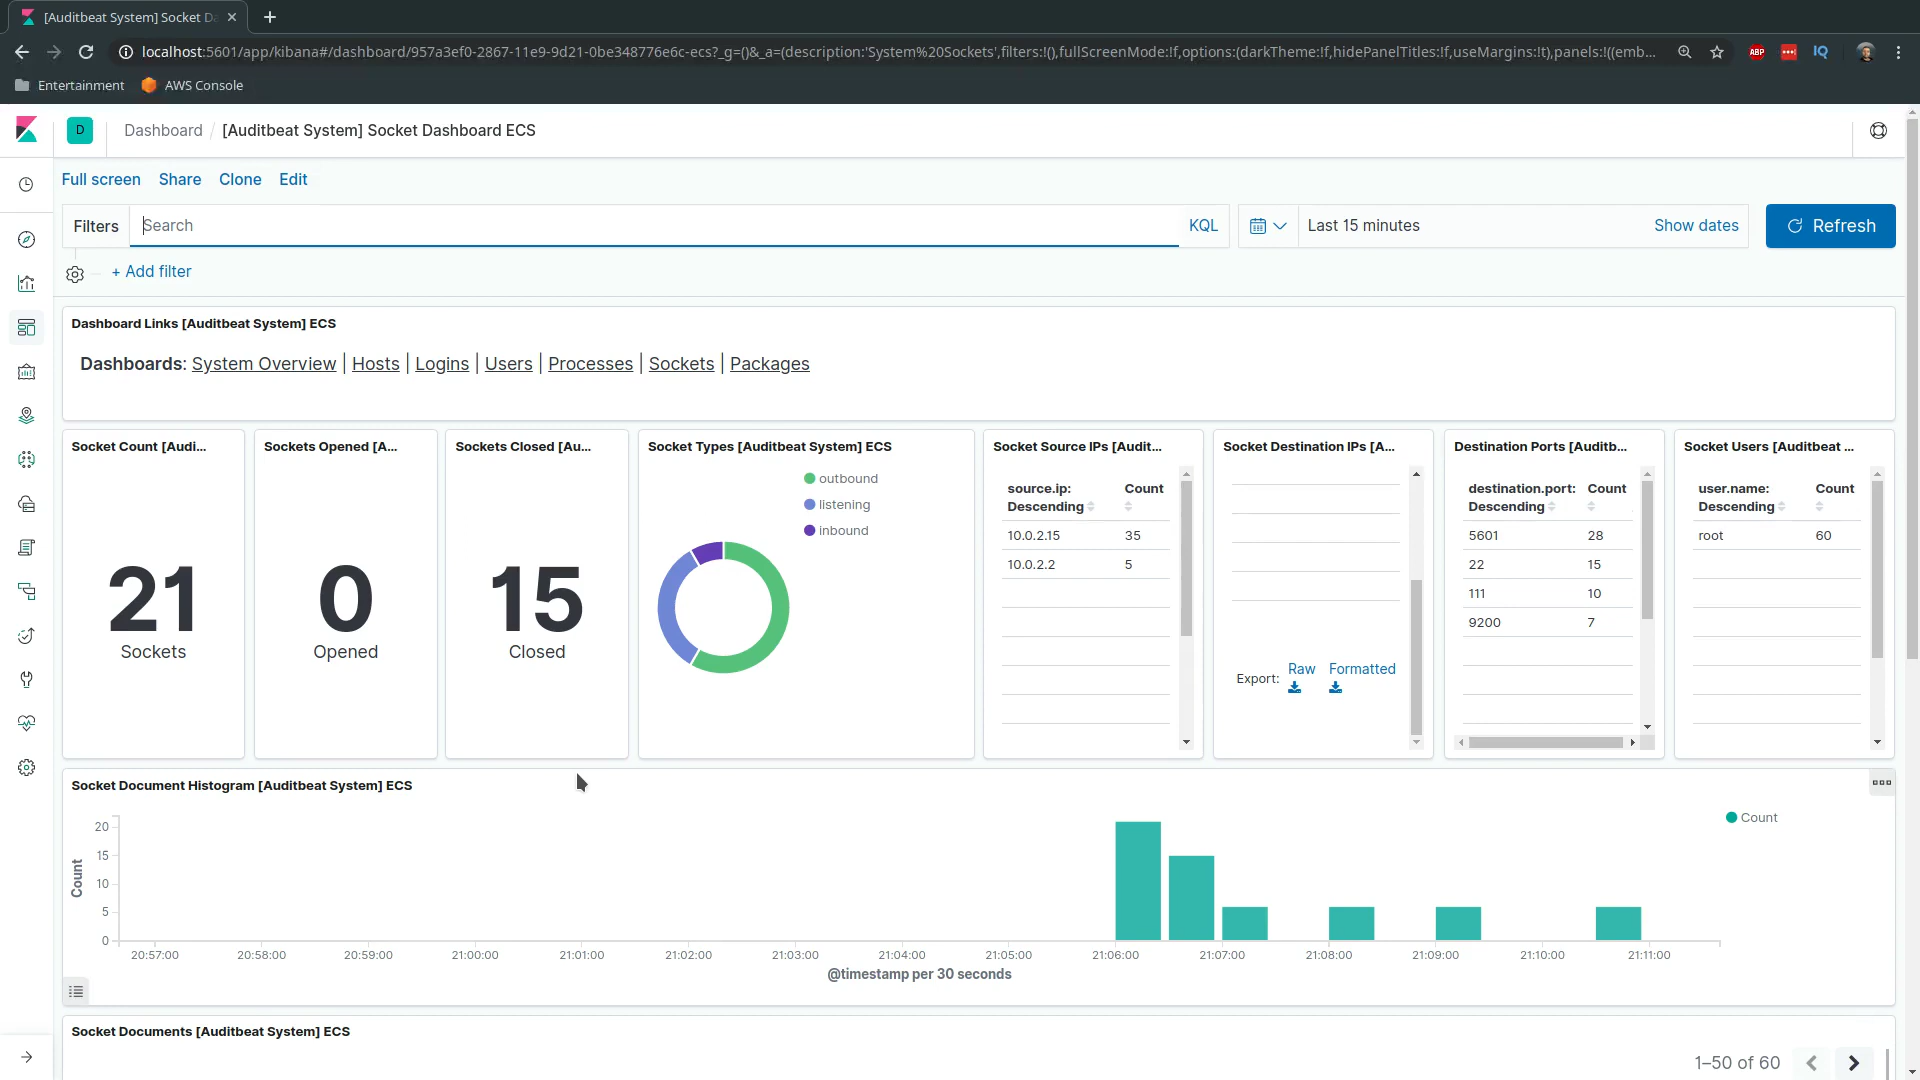 [Auditbeat System] Socket Da
localhost:5601/app/kibana#/dashboard/957a3ef0-2867-11e9-9d21-0be348776e6c-ecs?_g=()&_a=(description:'System%20Sockets',filters:!(),fullScreenMode:!f,options:(darkTheme:!f,hidePanelTitles:!f,useMargins:!t),panels:!((emb...
ABP
IQ
Entertainment
AWS Console
D
Dashboard / [Auditbeat System] Socket Dashboard ECS
Full screen Share Clone Edit
Filters Search KQL Last 15 minutes Show dates Refresh
+ Add filter
Dashboard Links [Auditbeat System] ECS
Dashboards: System Overview | Hosts | Logins | Users | Processes | Sockets | Packages
Socket Count [Audi...
21
Sockets
Sockets Opened [A...
0
Opened
Sockets Closed [Au...
15
Closed
Socket Types [Auditbeat System] ECS
outbound
listening
inbound
Socket Source IPs [Audit...
source.ip: Descending Count
10.0.2.15 35
10.0.2.2 5
Socket Destination IPs [A...
Export: Raw Formatted
Destination Ports [Auditb...
destination.port: Descending Count
5601 28
22 15
111 10
9200 7
Socket Users [Auditbeat ...
user.name: Descending Count
root 60
Socket Document Histogram [Auditbeat System] ECS
Count
20
15
10
5
0
Count
20:57:00 20:58:00 20:59:00 21:00:00 21:01:00 21:02:00 21:03:00 21:04:00 21:05:00 21:06:00 21:07:00 21:08:00 21:09:00 21:10:00 21:11:00
@timestamp per 30 seconds
Socket Documents [Auditbeat System] ECS
1–50 of 60